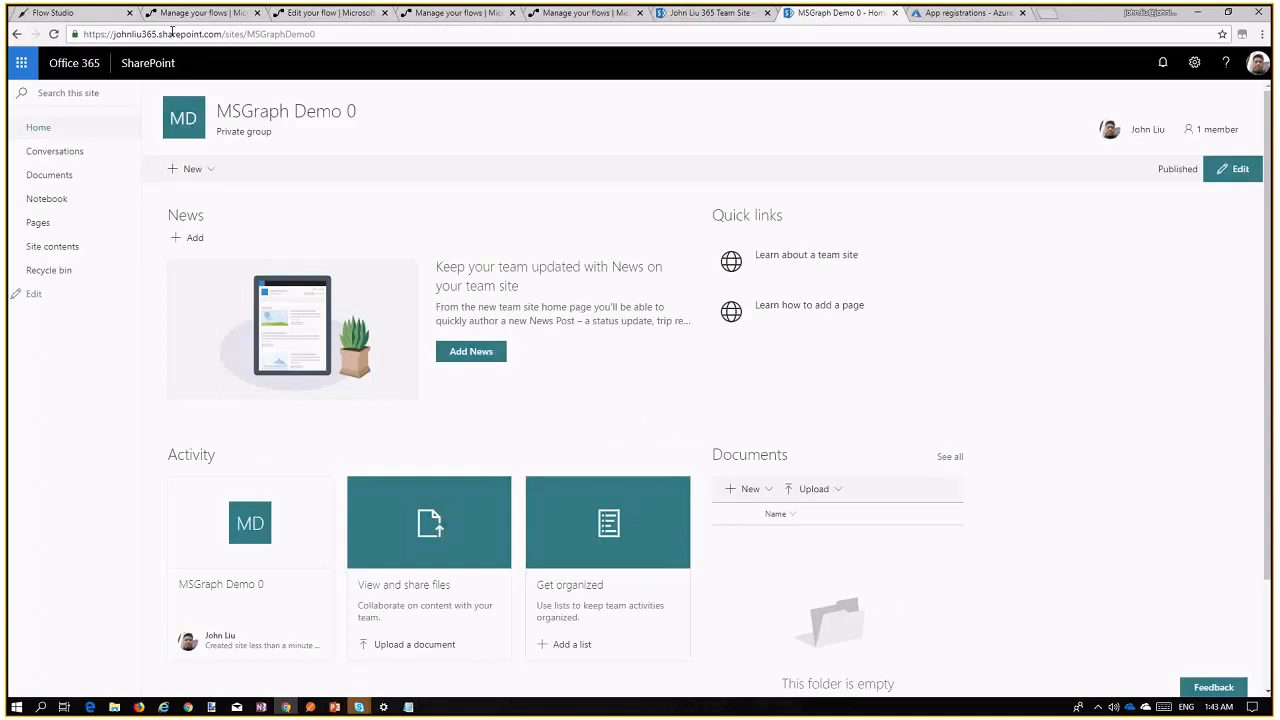 Flow Studio
Manage your flows | Mic
Edit your flow | Microsoft
Manage your flows | Mic
Manage your flows | Mic
John Liu 365 Team Site -
MSGraph Demo 0 - Hom
App registrations - Azure
https://johnliu365.sharepoint.com/sites/MSGraphDemo0
Office 365
SharePoint
Search this site
Home
Conversations
Documents
Notebook
Pages
Site contents
Recycle bin
Edit
MD
MSGraph Demo 0
Private group
John Liu
1 member
New
Published
Edit
News
Add
Keep your team updated with News on
your team site
From the new team site home page you'll be able to
quickly author a new News Post – a status update, trip re...
Add News
Quick links
Learn about a team site
Learn how to add a page
Activity
MD
MSGraph Demo 0
John Liu
Created site less than a minute ...
View and share files
Collaborate on content with your
team.
Upload a document
Get organized
Use lists to keep team activities
organized.
Add a list
Documents
See all
New
Upload
Name
This folder is empty
Feedback
ENG
1:43 AM